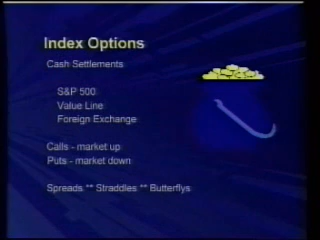 Index Options
Cash Settlements
S&P 500
Value Line
Foreign Exchange
Calls - market up
Puts - market down
Spreads ** Straddles ** Butterflys